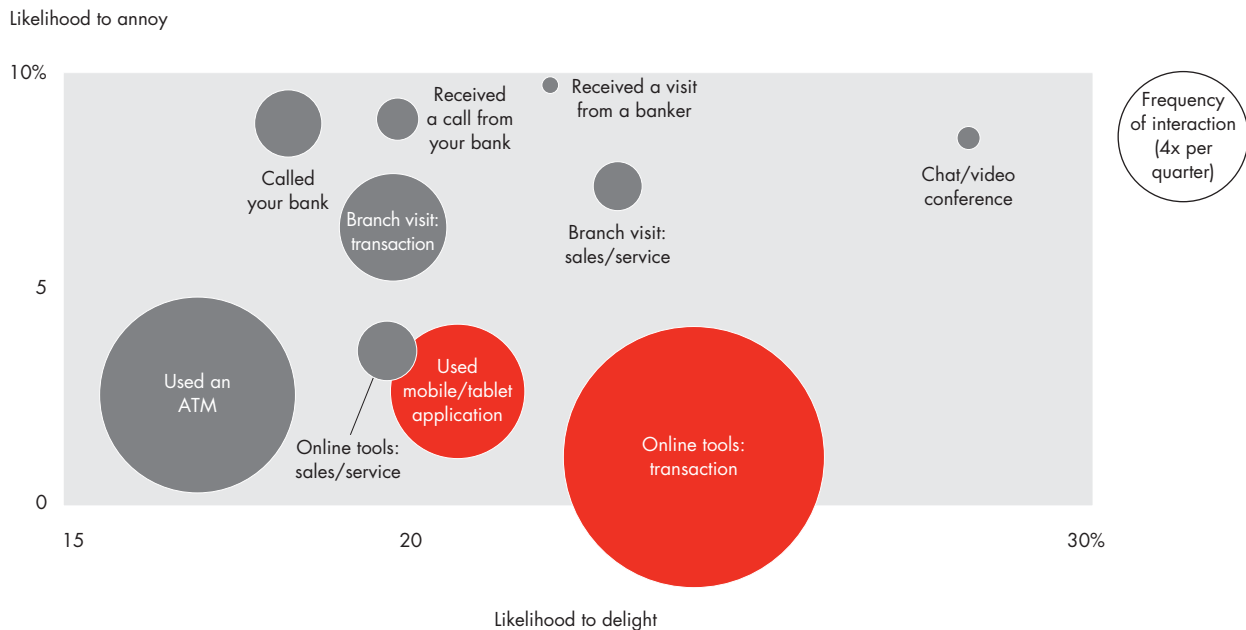 Likelihood to annoy
10%
Received
a call from
your bank
Received a visit
from a banker
Frequency
of interaction
(4x per
quarter)
Called
your bank
Branch visit:
transaction
Branch visit:
sales/service
Chat/video
conference
5
Used an
ATM
Used
mobile/tablet
application
Online tools:
sales/service
Online tools:
transaction
0
15
20
30%
Likelihood to delight